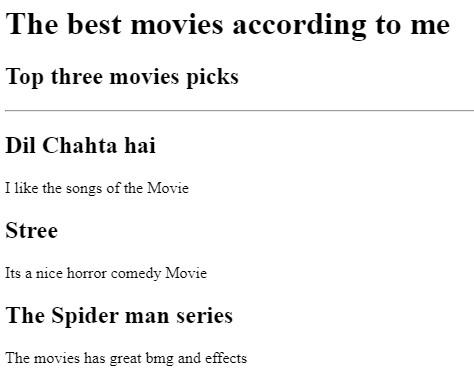 The best movies according to me
Top three movies picks
Dil Chahta hai
I like the songs of the Movie
Stree
Its a nice horror comedy Movie
The Spider man series
The movies has great bmg and effects